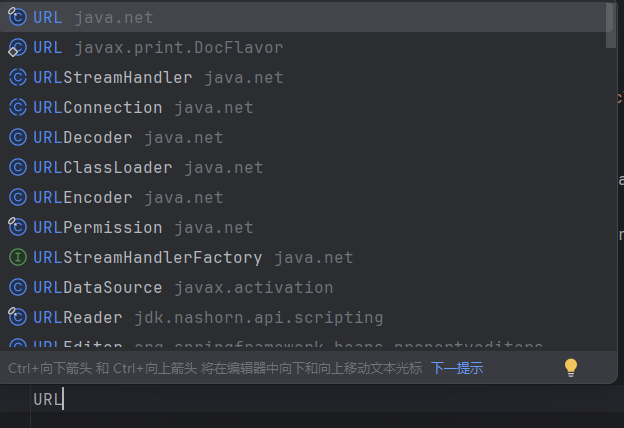 URL java.net
URL javax.print.DocFlavor
URLStreamHandler java.net
URLConnection java.net
URLDecoder java.net
URLClassLoader java.net
URLEncoder java.net
URLPermission java.net
URLStreamHandlerFactory java.net
URLDataSource javax.activation
URLReader jdk.nashorn.api.scripting
URLEditor org.springframework.beans.propertyeditors
Ctrl+向下箭头 和 Ctrl+向上箭头 将在编辑器中向下和向上移动文本光标 下一提示
URL